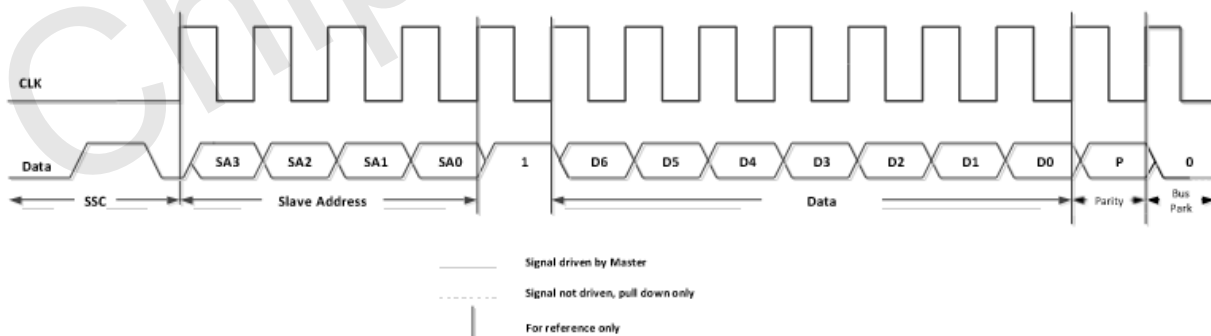 Chip
CLK
Data SA3 SA2 SA1 SA0 1 D6 D5 D4 D3 D2 D1 D0 P 0
SSC Slave Address Data Parity Bus Park
Signal driven by Master
Signal not driven, pull down only
For reference only